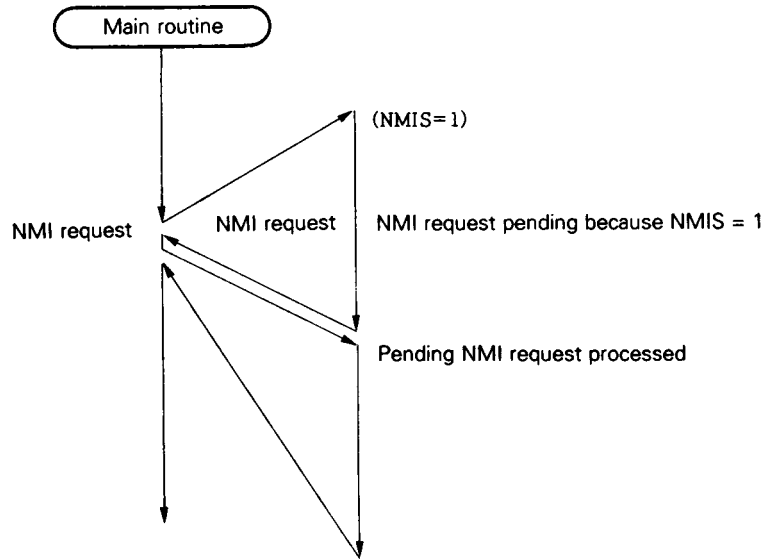 Main routine
(NMIS=1)
NMI request
NMI request
NMI request pending because NMIS = 1
Pending NMI request processed